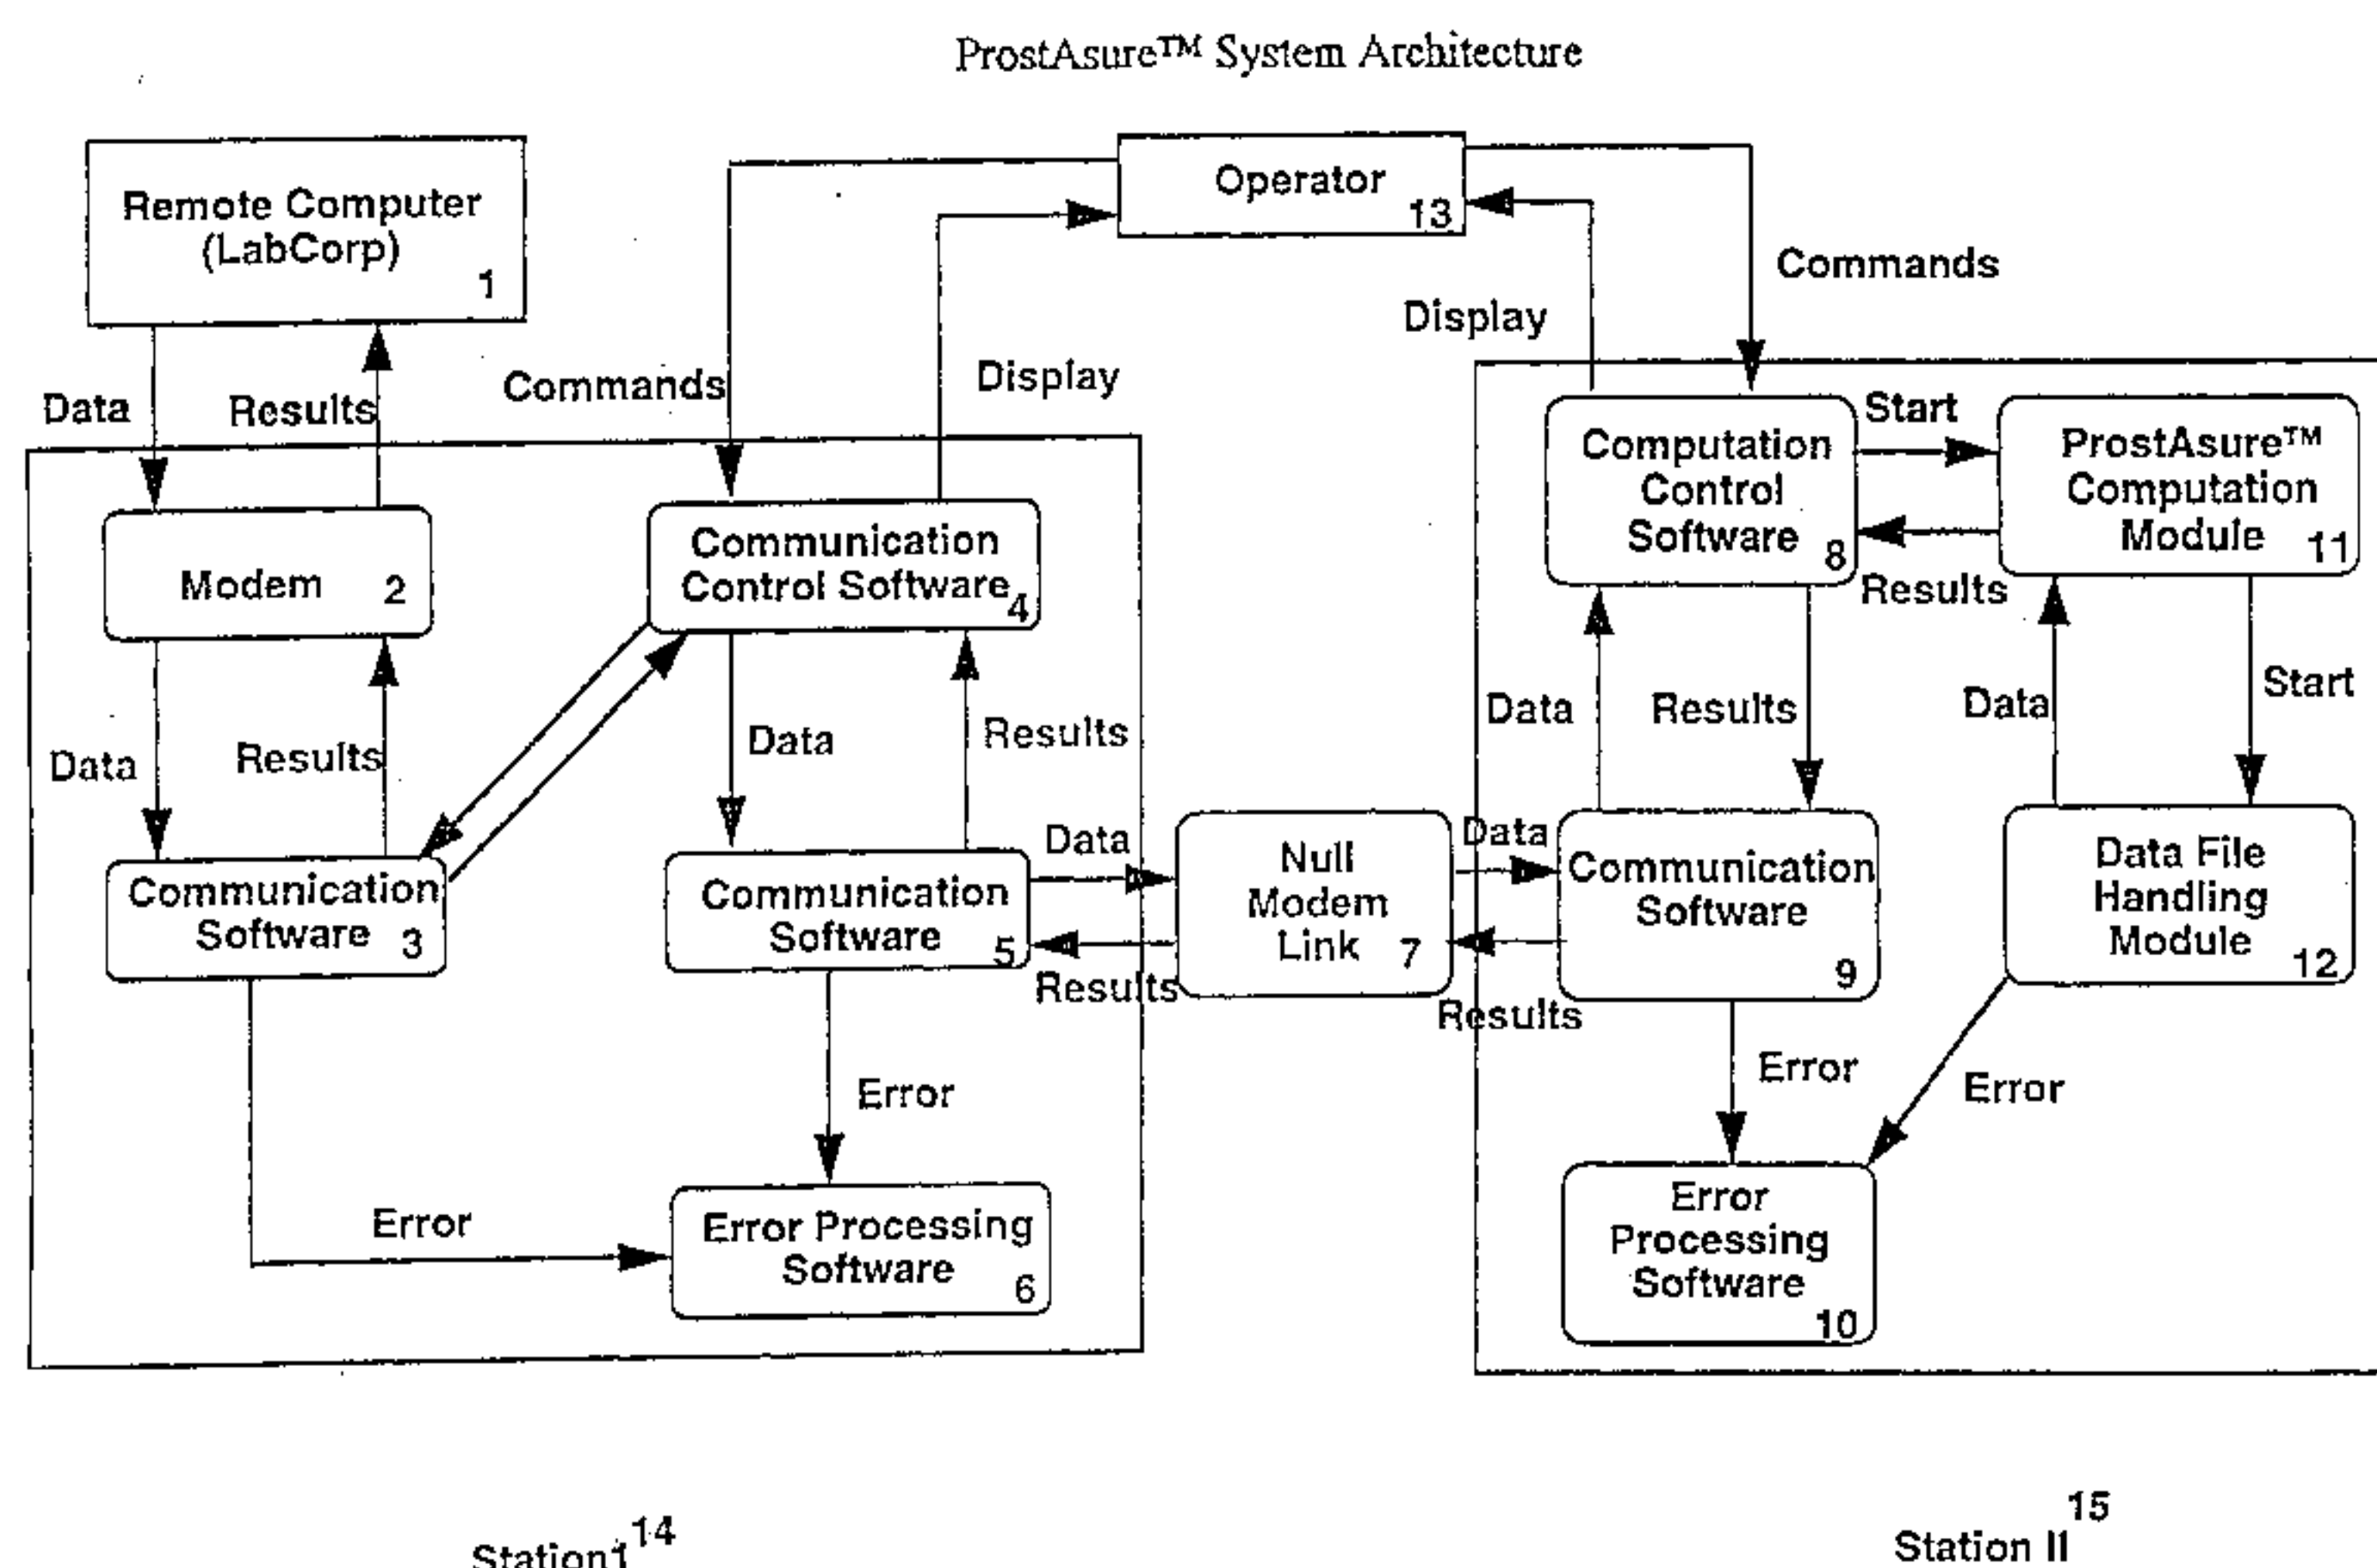 ProstAsure™ System Architecture
Remote Computer
(LabCorp)
1
Operator
13
Commands
Display
Commands
Display
Data
Results
Modem
2
Communication
Control Software
4
Computation
Control
Software
8
Start
Results
ProstAsure™
Computation
Module
11
Data
Results
Data
Results
Data
Results
Data
Start
Communication
Software
3
Communication
Software
5
Data
Results
Null
Modem
Link
7
Data
Results
Communication
Software
9
Data File
Handling
Module
12
Error
Error
Error
Error
Error Processing
Software
6
Error
Processing
Software
10
Station1
14
Station II
15